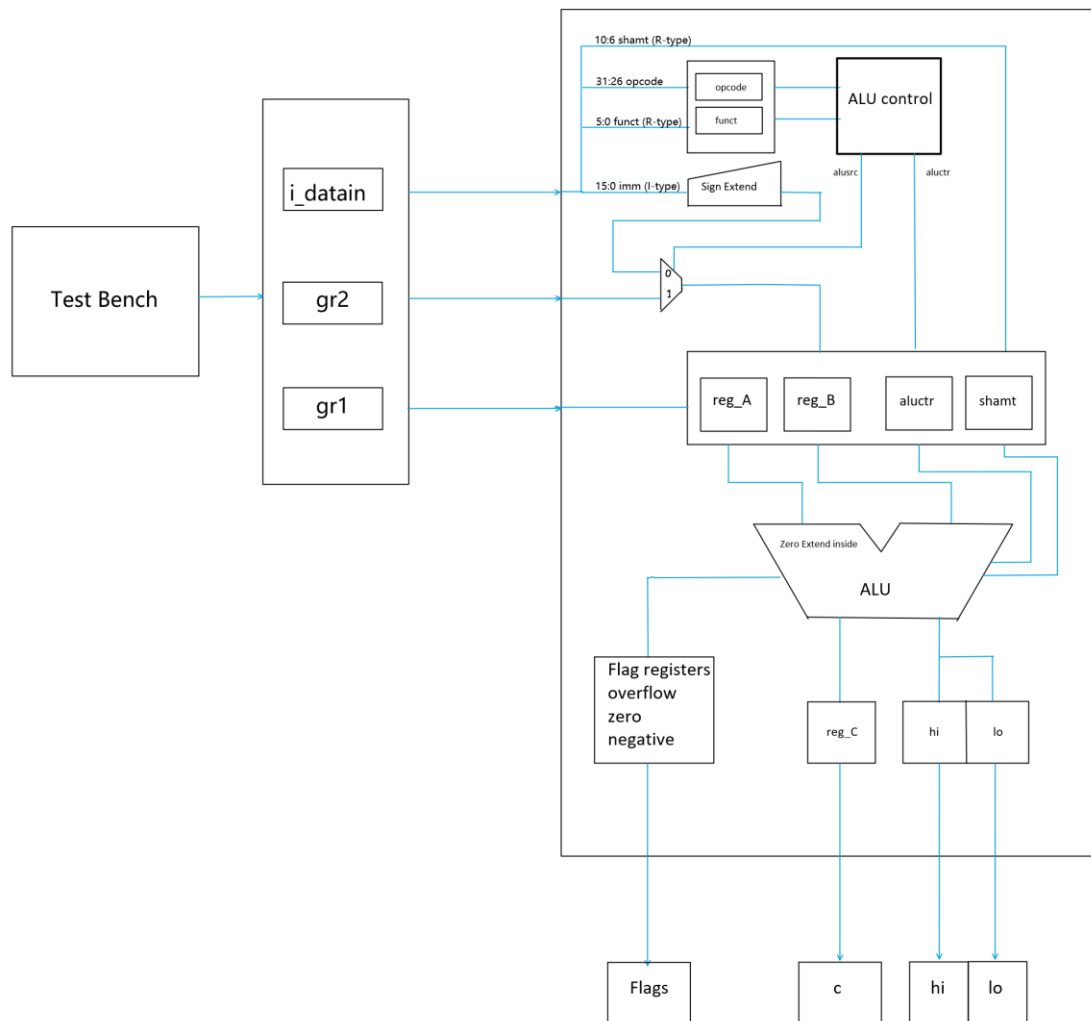 10:6 shamt (R-type)
31:26 opcode
opcode
ALU control
funct
5:0 funct (R-type)
alusrc
aluctr
i_datain
15:0 imm (I-type)
Sign Extend
0
Test Bench
gr2
1
gr1
reg_A
reg_B
aluctr
shamt
Zero Extend inside
ALU
Flag registers
overflow
zero
negative
reg_C
hi
lo
Flags
c
hi
lo